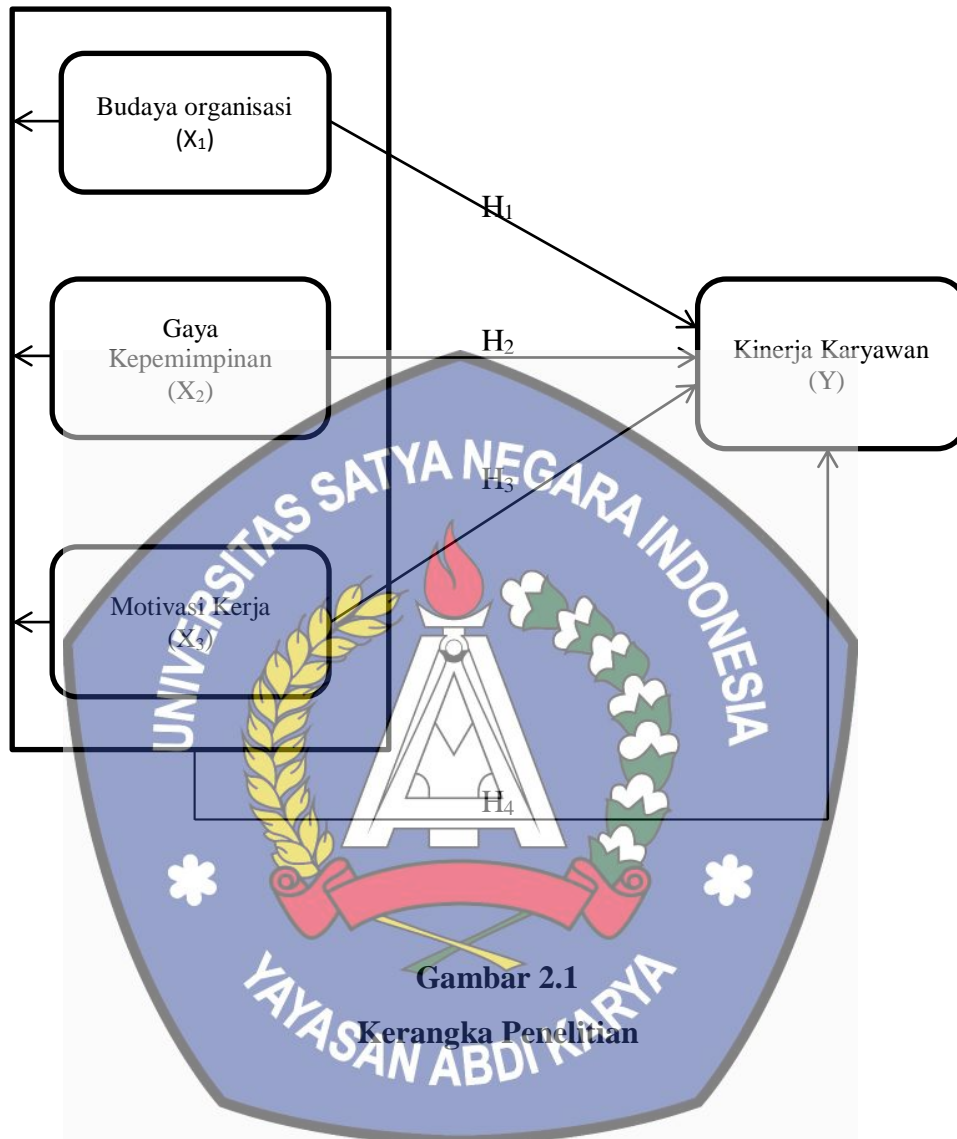 Budaya organisasi
(X₁)
H₁
Gaya
Kepemimpinan
(X₂)
H₂
Kinerja Karyawan
(Y)
H₃
Motivasi Kerja
(X₃)
H₄
UNIVERSITAS SATYA NEGARA INDONESIA
YAYASAN ABDI KARYA
Gambar 2.1
Kerangka Penelitian